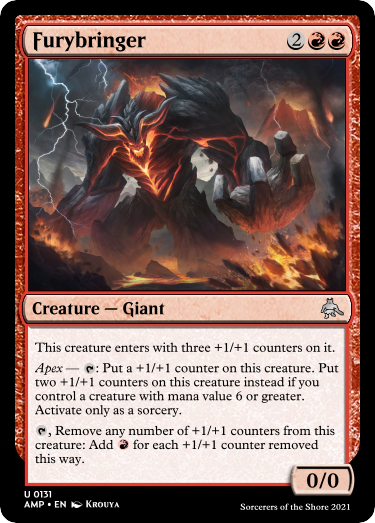 Furybringer 2
Creature — Giant
This creature enters with three +1/+1 counters on it.
Apex — : Put a +1/+1 counter on this creature. Put
two +1/+1 counters on this creature instead if you
control a creature with mana value 6 or greater.
Activate only as a sorcery.
, Remove any number of +1/+1 counters from this
creature: Add for each +1/+1 counter removed
this way.
0/0
U 0131
AMP • EN Krouya
Sorcerers of the Shore 2021